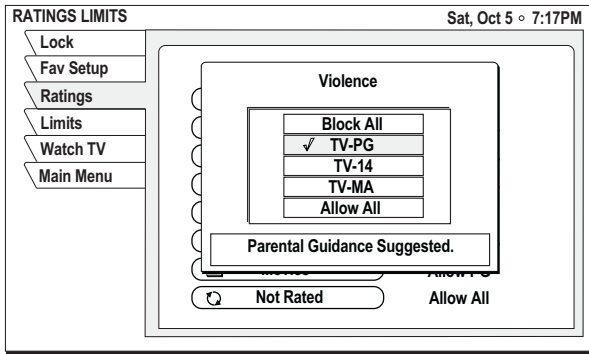 RATINGS LIMITS
Sat, Oct 5 ○ 7:17PM
Lock
Fav Setup
Ratings
Limits
Watch TV
Main Menu
Violence
Block All
√ TV-PG
TV-14
TV-MA
Allow All
Parental Guidance Suggested.
Not Rated Allow All